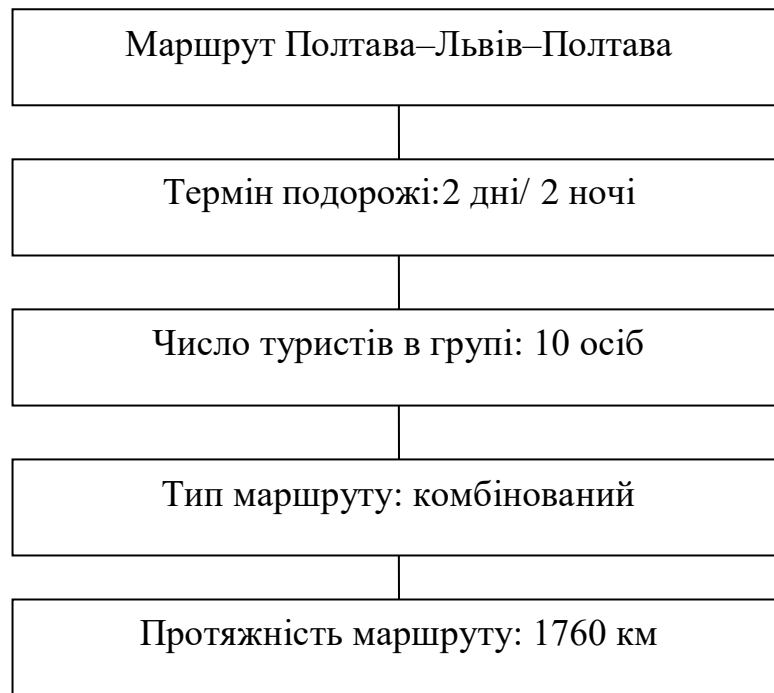 Маршрут Полтава–Львів–Полтава
Термін подорожі:2 дні/ 2 ночі
Число туристів в групі: 10 осіб
Тип маршруту: комбінований
Протяжність маршруту: 1760 км